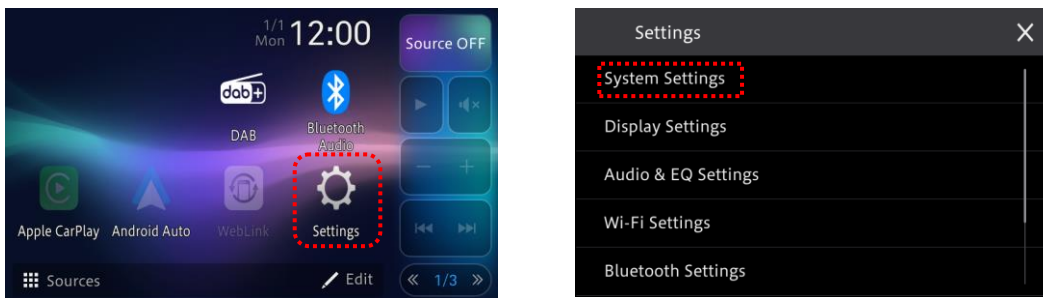 1/1
Mon 12:00
Source OFF
dab+
DAB
Bluetooth
Audio
Apple CarPlay
Android Auto
WebLink
Settings
Sources
Edit
1/3
Settings
System Settings
Display Settings
Audio & EQ Settings
Wi-Fi Settings
Bluetooth Settings